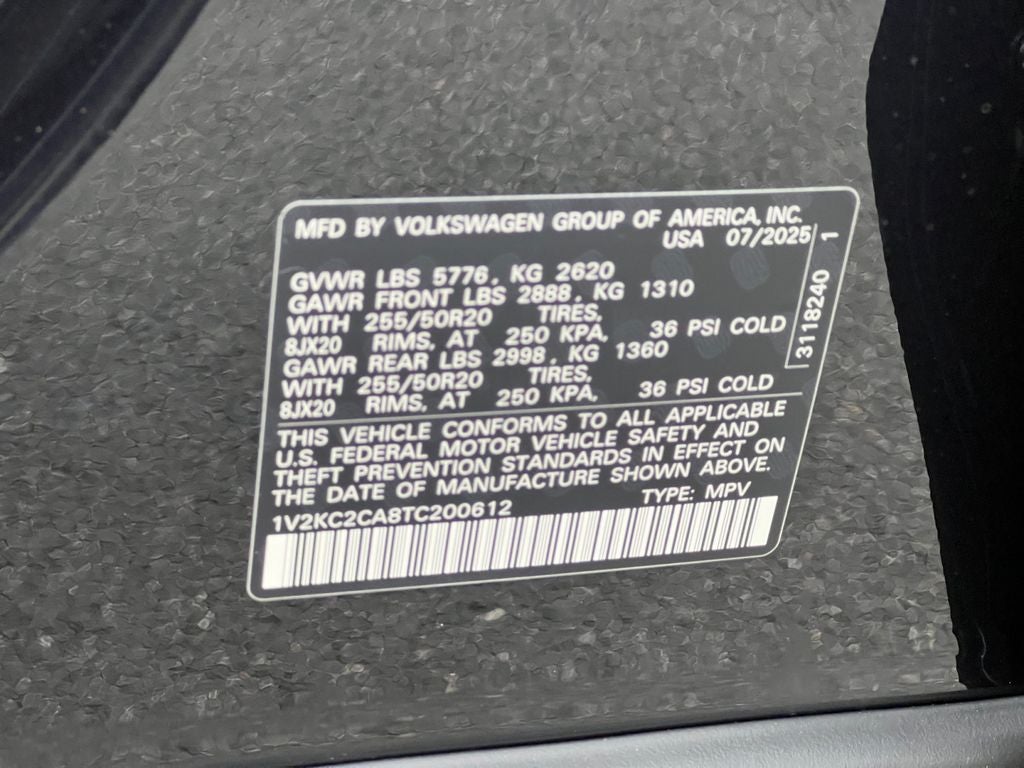 MFD BY VOLKSWAGEN GROUP OF AMERICA, INC.
USA 07/2025
GVWR LBS 5776, KG 2620
GAWR FRONT LBS 2888, KG 1310
WITH 255/50R20 TIRES,
8JX20 RIMS, AT 250 KPA, 36 PSI COLD
GAWR REAR LBS 2998, KG 1360
WITH 255/50R20 TIRES,
8JX20 RIMS, AT 250 KPA, 36 PSI COLD
3118240 1
THIS VEHICLE CONFORMS TO ALL APPLICABLE
U.S. FEDERAL MOTOR VEHICLE SAFETY AND
THEFT PREVENTION STANDARDS IN EFFECT ON
THE DATE OF MANUFACTURE SHOWN ABOVE.
1V2KC2CA8TC200612 TYPE: MPV